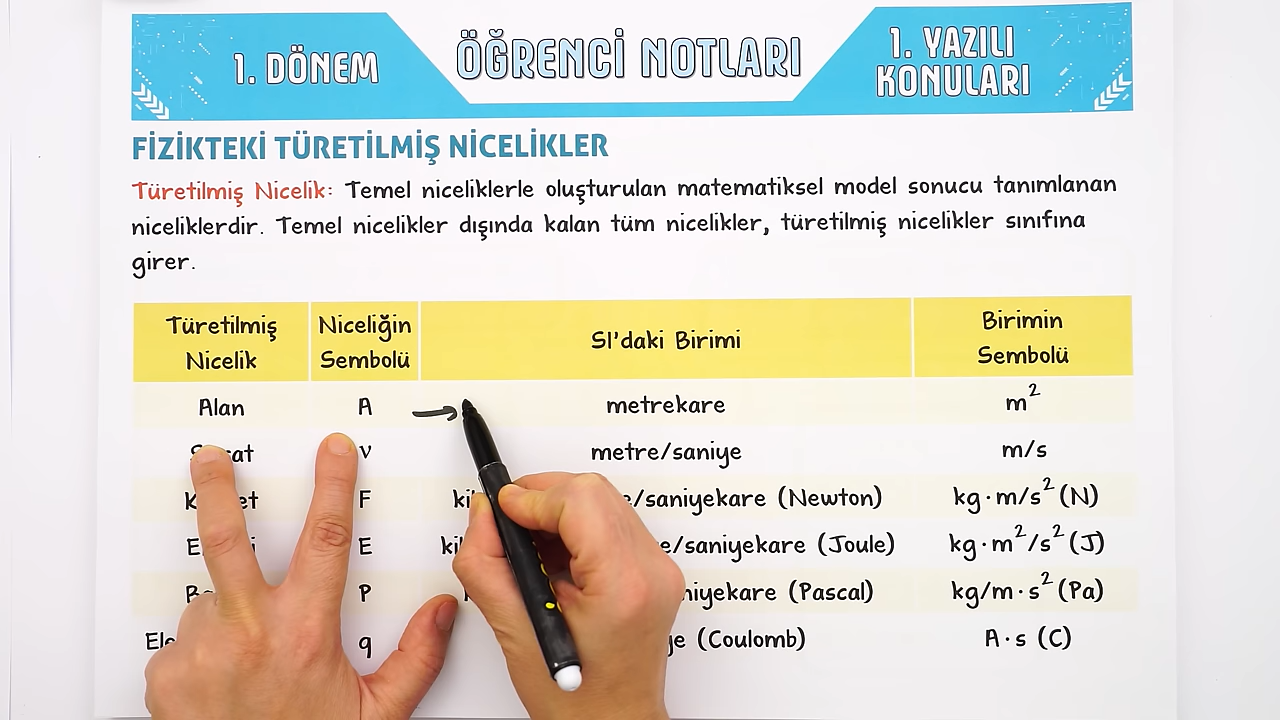 1. DÖNEM
ÖĞRENCİ NOTLARI
1. YAZILI
KONULARI
FİZİKTEKİ TÜRETİLMİŞ NİCELİKLER
Türetilmiş Nicelik: Temel niceliklerle oluşturulan matematiksel model sonucu tanımlanan
niceliklerdir. Temel nicelikler dışında kalan tüm nicelikler, türetilmiş nicelikler sınıfına
girer.
Türetilmiş Nicelik Niceliğin Sembolü SI'daki Birimi Birimin Sembolü
Alan A metrekare m²
v metre/saniye m/s
F /saniyekare (Newton) kg·m/s² (N)
E /saniyekare (Joule) kg·m²/s² (J)
P (Pascal) kg/m·s² (Pa)
q (Coulomb) A·s (C)